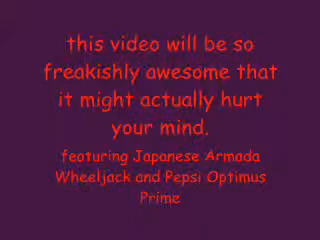 this video will be so
freakishly awesome that
it might actually hurt
your mind.
featuring Japanese Armada
Wheeljack and Pepsi Optimus
Prime